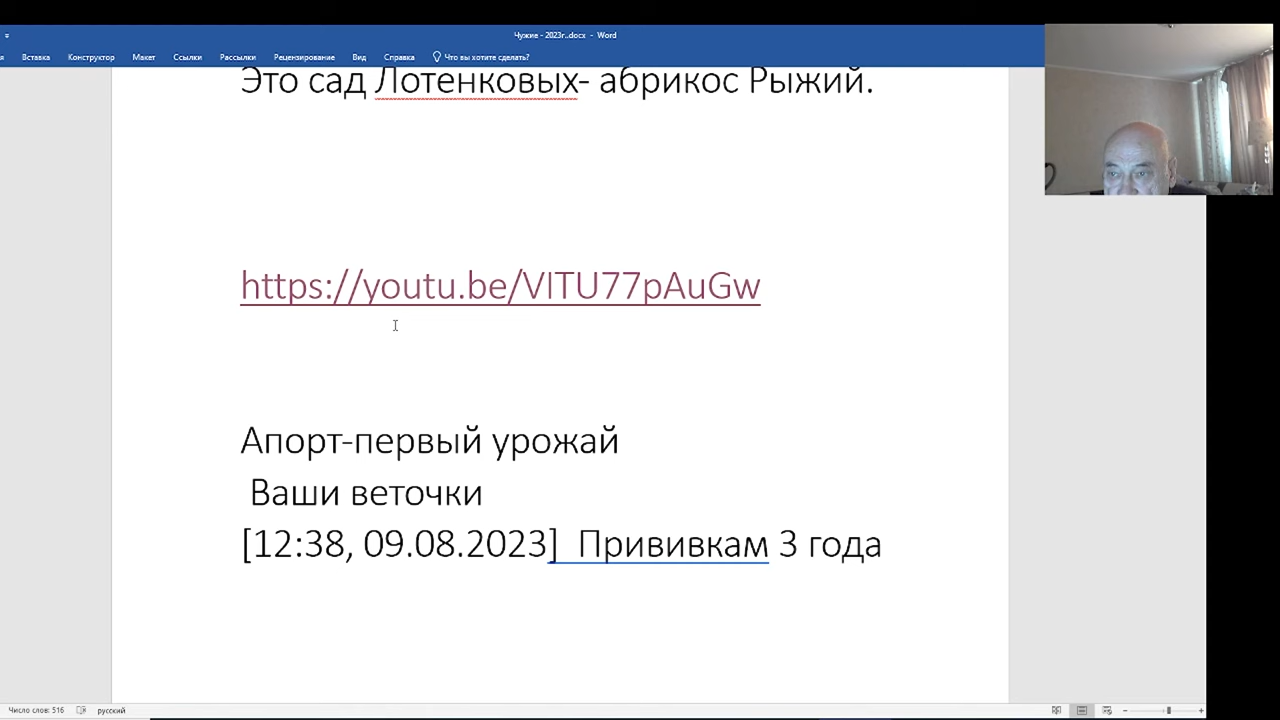 Чужие - 2023г..docx - Word
я Вставка Конструктор Макет Ссылки Рассылки Рецензирование Вид Справка Что вы хотите сделать?
Это сад Лотенковых- абрикос Рыжий.
https://youtu.be/VITU77pAuGw
Апорт-первый урожай
Ваши веточки
[12:38, 09.08.2023] Прививкам 3 года
Число слов: 516 русский